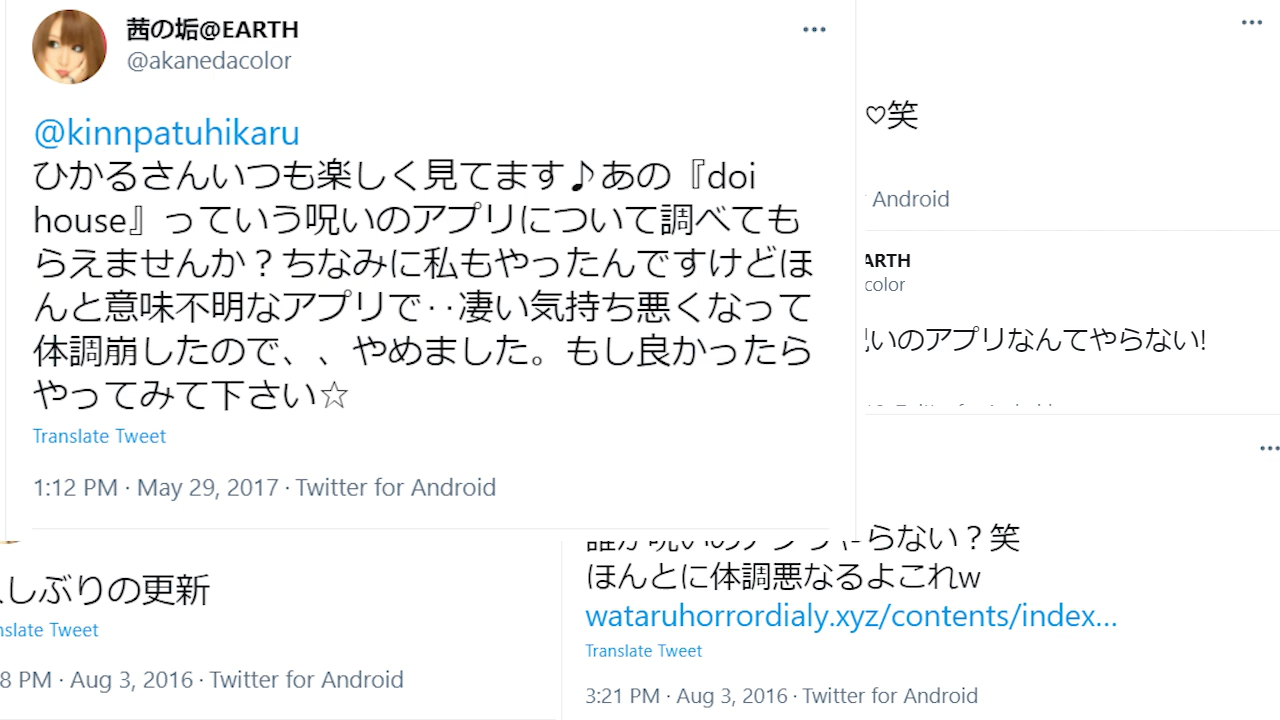 茜の垢@EARTH
@akanedacolor
@kinnpatuhikaru
ひかるさんいつも楽しく見てます♪あの『doi
house』っていう呪いのアプリについて調べても
らえませんか？ちなみに私もやったんですけどほ
んと意味不明なアプリで‥凄い気持ち悪くなって
体調崩したので、、やめました。もし良かったら
やってみて下さい☆
Translate Tweet
1:12 PM · May 29, 2017 · Twitter for Android
♡笑
Android
ARTH
color
いのアプリなんてやらない!
しぶりの更新
nslate Tweet
8 PM · Aug 3, 2016 · Twitter for Android
らない？笑
ほんとに体調悪なるよこれw
wataruhorrordialy.xyz/contents/index...
Translate Tweet
3:21 PM · Aug 3, 2016 · Twitter for Android